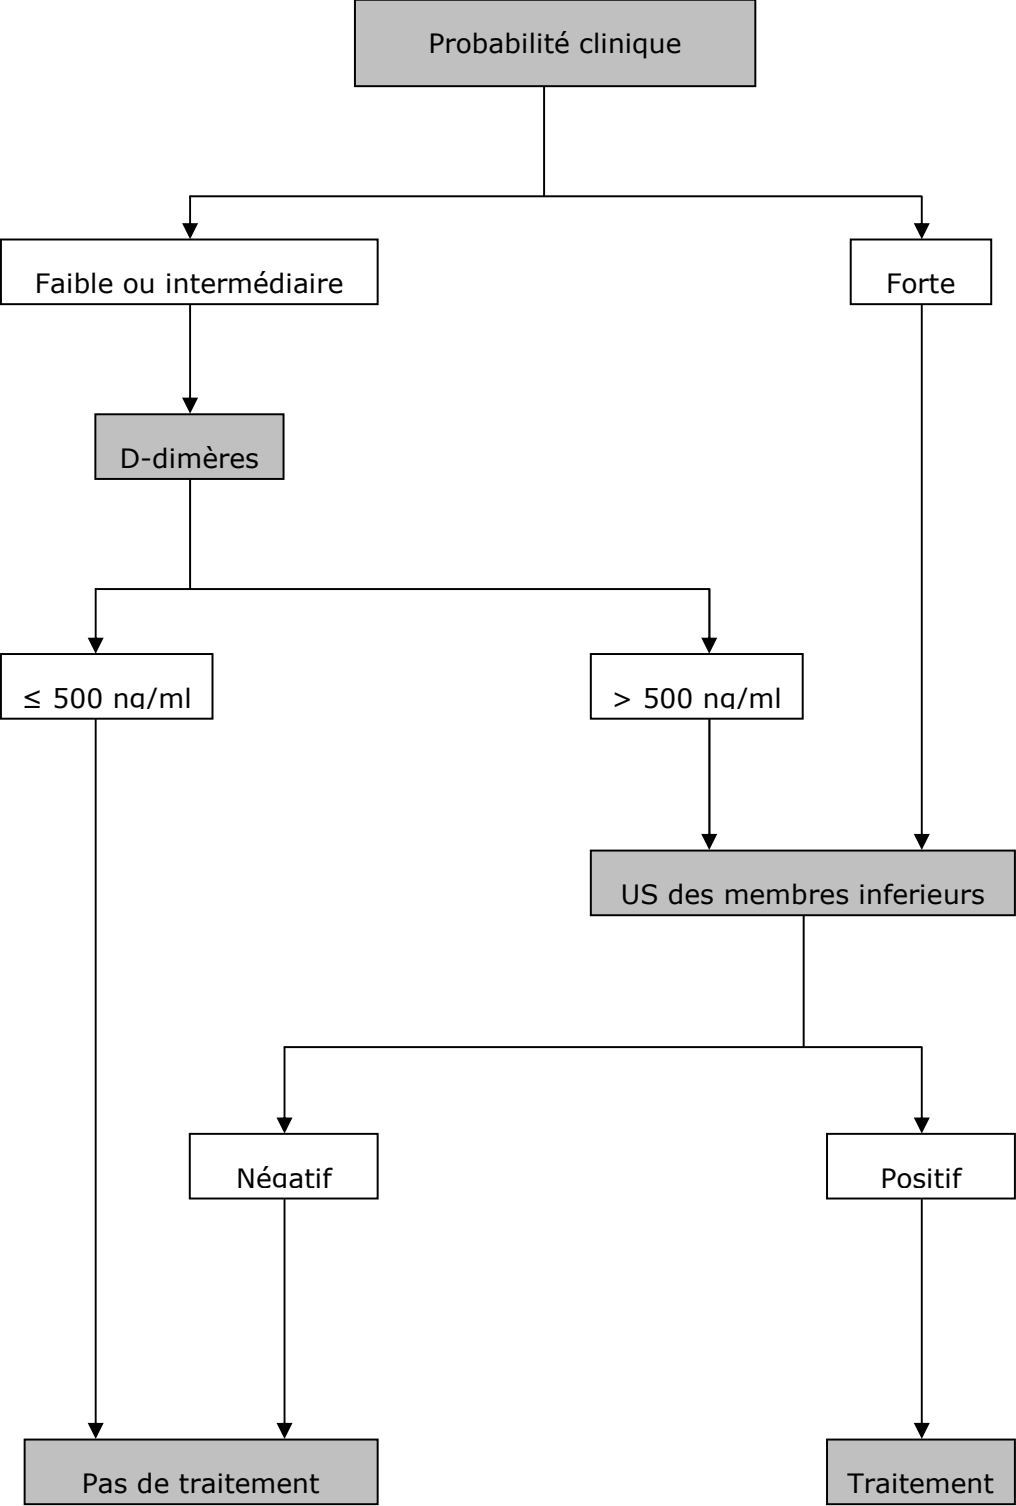 Probabilité clinique
Faible ou intermédiaire
Forte
D-dimères
≤ 500 ng/ml
> 500 ng/ml
US des membres inferieurs
Négatif
Positif
Pas de traitement
Traitement